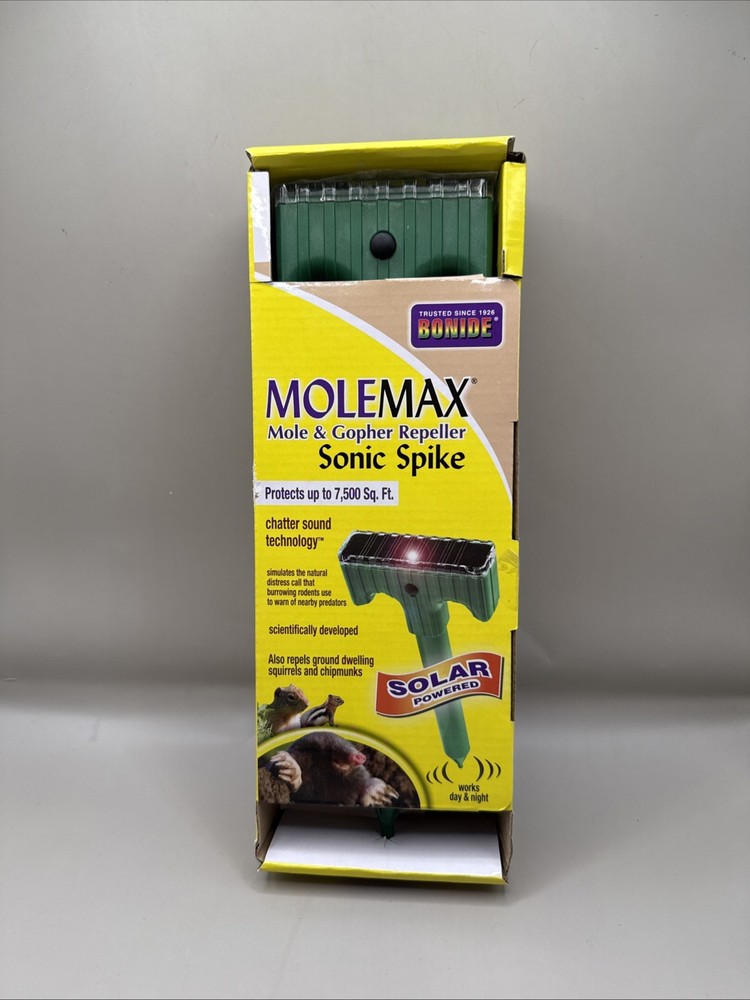 TRUSTED SINCE 1926
BONIDE®
MOLEMAX®
Mole & Gopher Repeller
Sonic Spike
Protects up to 7,500 Sq. Ft.
chatter sound
technology™
simulates the natural
distress call that
burrowing rodents use
to warn of nearby predators
scientifically developed
Also repels ground dwelling
squirrels and chipmunks
SOLAR
POWERED
works
day & night